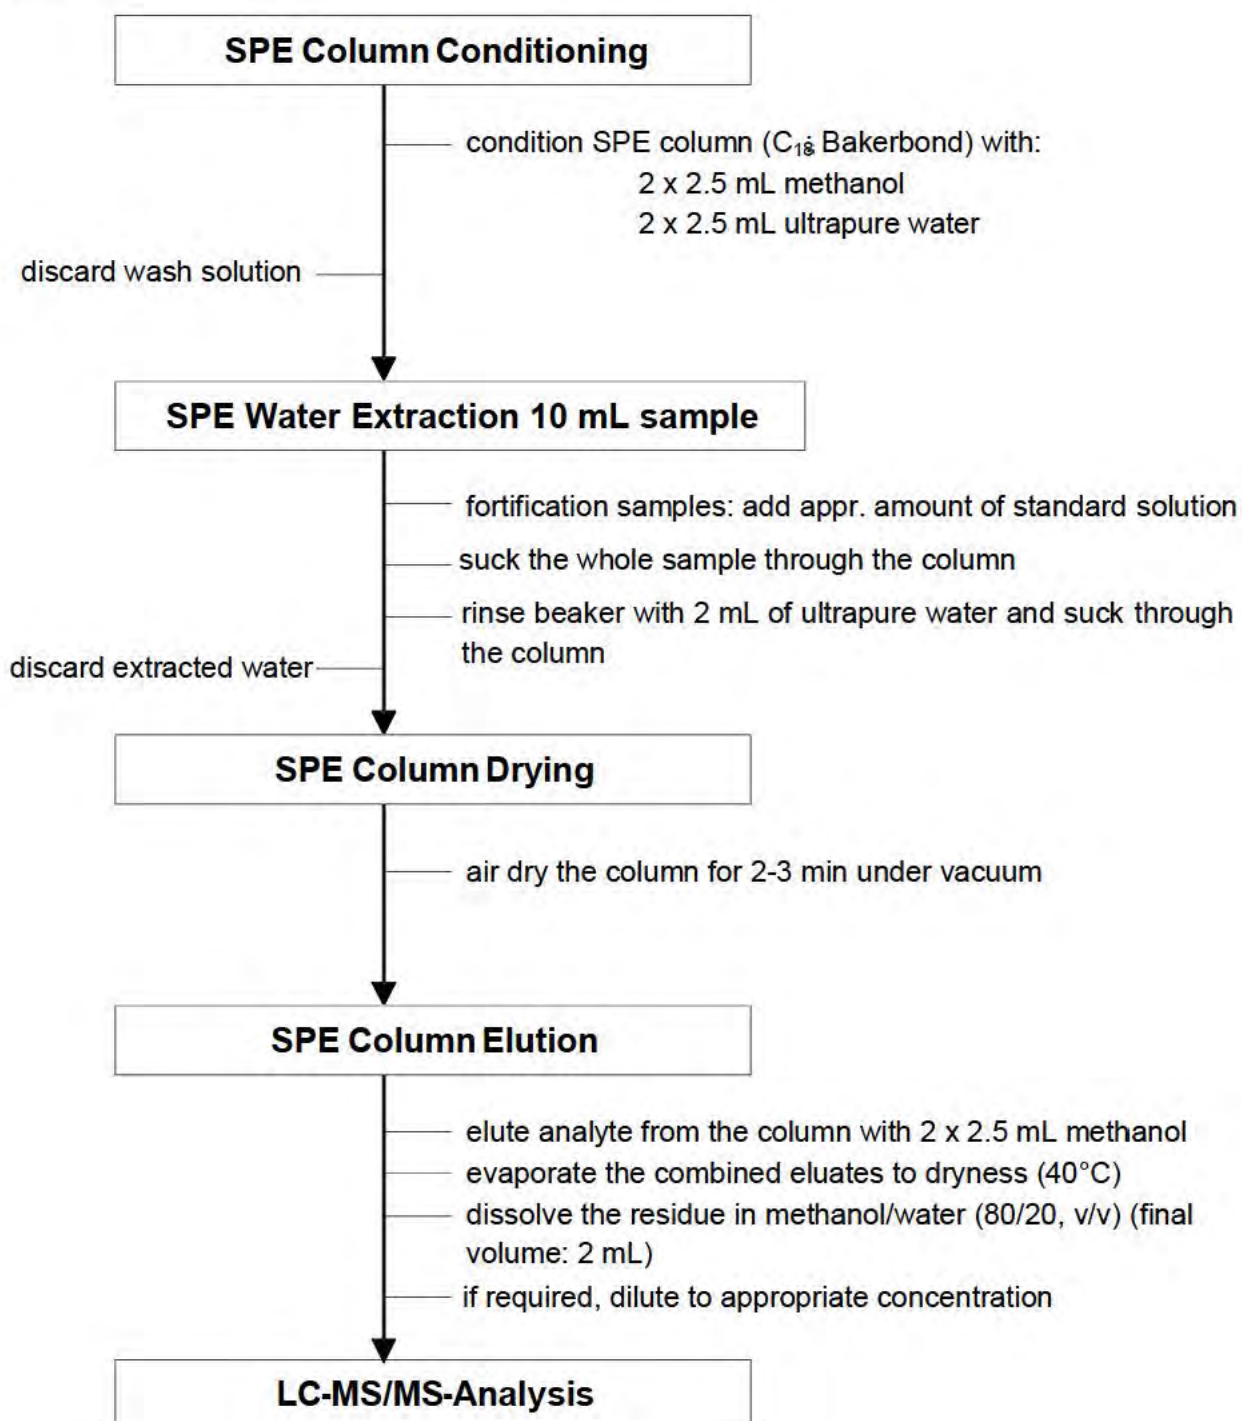 SPE Column Conditioning
condition SPE column (C18; Bakerbond) with:
2 x 2.5 mL methanol
2 x 2.5 mL ultrapure water
discard wash solution
SPE Water Extraction 10 mL sample
fortification samples: add appr. amount of standard solution
suck the whole sample through the column
rinse beaker with 2 mL of ultrapure water and suck through
the column
discard extracted water
SPE Column Drying
air dry the column for 2-3 min under vacuum
SPE Column Elution
elute analyte from the column with 2 x 2.5 mL methanol
evaporate the combined eluates to dryness (40°C)
dissolve the residue in methanol/water (80/20, v/v) (final
volume: 2 mL)
if required, dilute to appropriate concentration
LC-MS/MS-Analysis